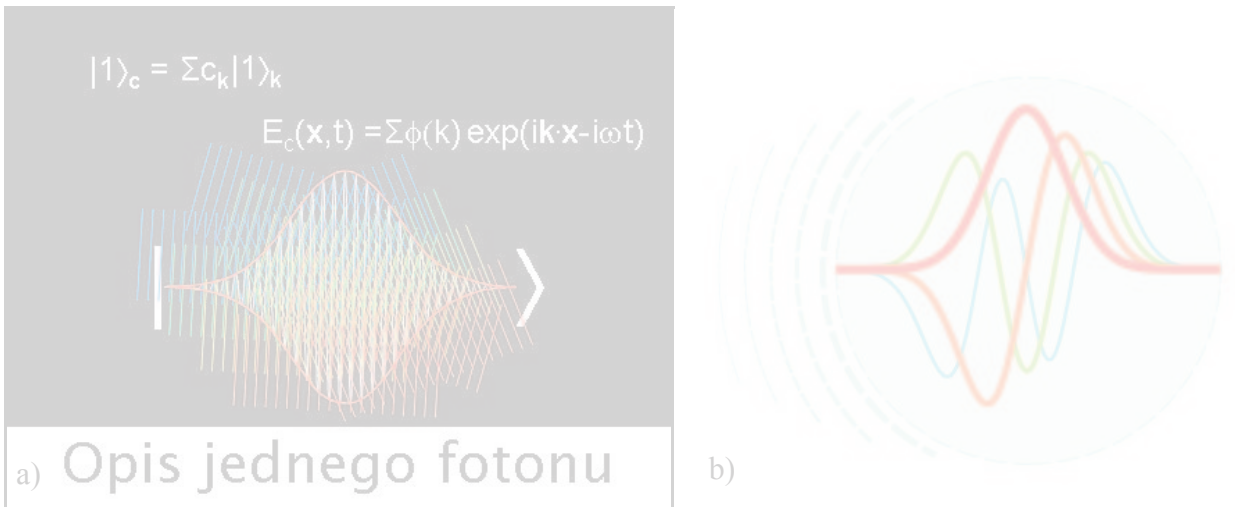 |1⟩c = Σck|1⟩k
Ec(x,t) =Σϕ(k) exp(ik·x-iωt)
| ⟩
a) Opis jednego fotonu
b)